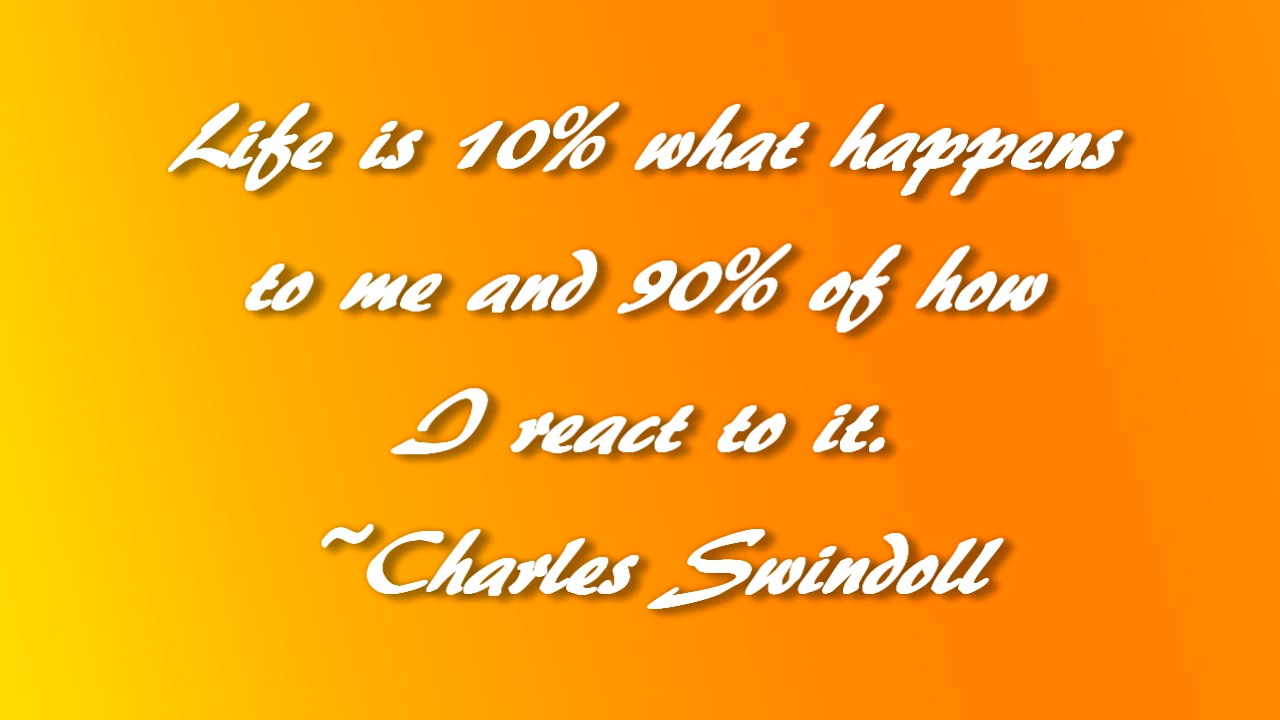 Life is 10% what happens
to me and 90% of how
I react to it.
~Charles Swindoll